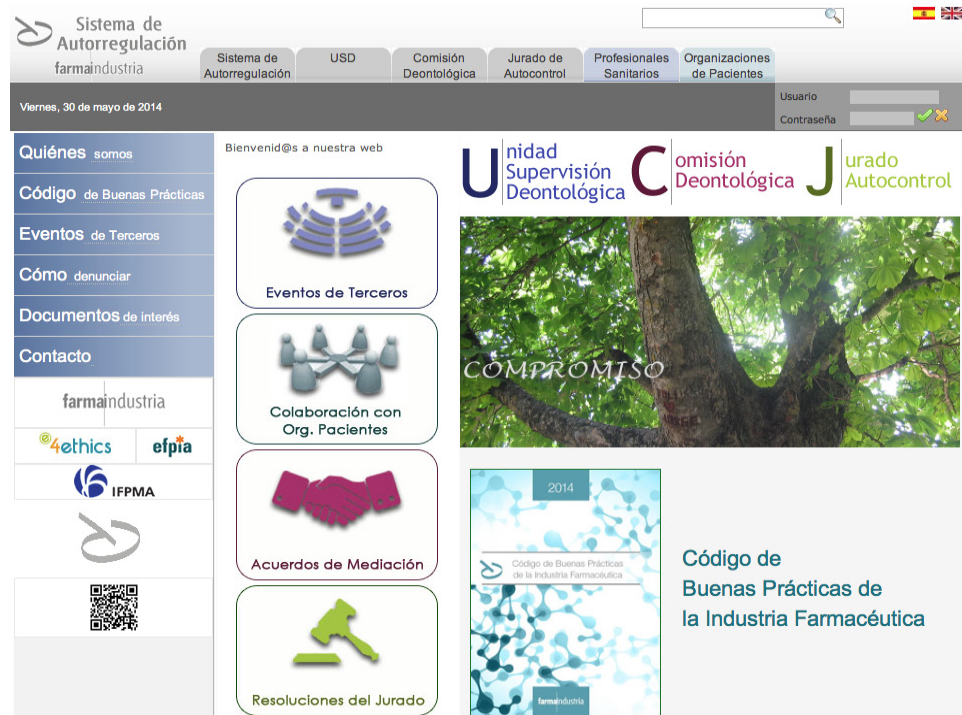 Sistema de
Autorregulación
farmaindustria
Sistema de
Autorregulación
USD
Comisión
Deontológica
Jurado de
Autocontrol
Profesionales
Sanitarios
Organizaciones
de Pacientes
Viernes, 30 de mayo de 2014
Usuario
Contraseña
Quiénes somos
Código de Buenas Prácticas
Eventos de Terceros
Cómo denunciar
Documentos de interés
Contacto
farmaindustria
e4ethics
efpia
IFPMA
Bienvenid@s a nuestra web
Eventos de Terceros
Colaboración con
Org. Pacientes
Acuerdos de Mediación
Resoluciones del Jurado
Unidad
Supervisión
Deontológica
Comisión
Deontológica
Jurado
Autocontrol
COMPROMISO
2014
Código de Buenas Prácticas
de la Industria Farmacéutica
farmaindustria
Código de
Buenas Prácticas de
la Industria Farmacéutica